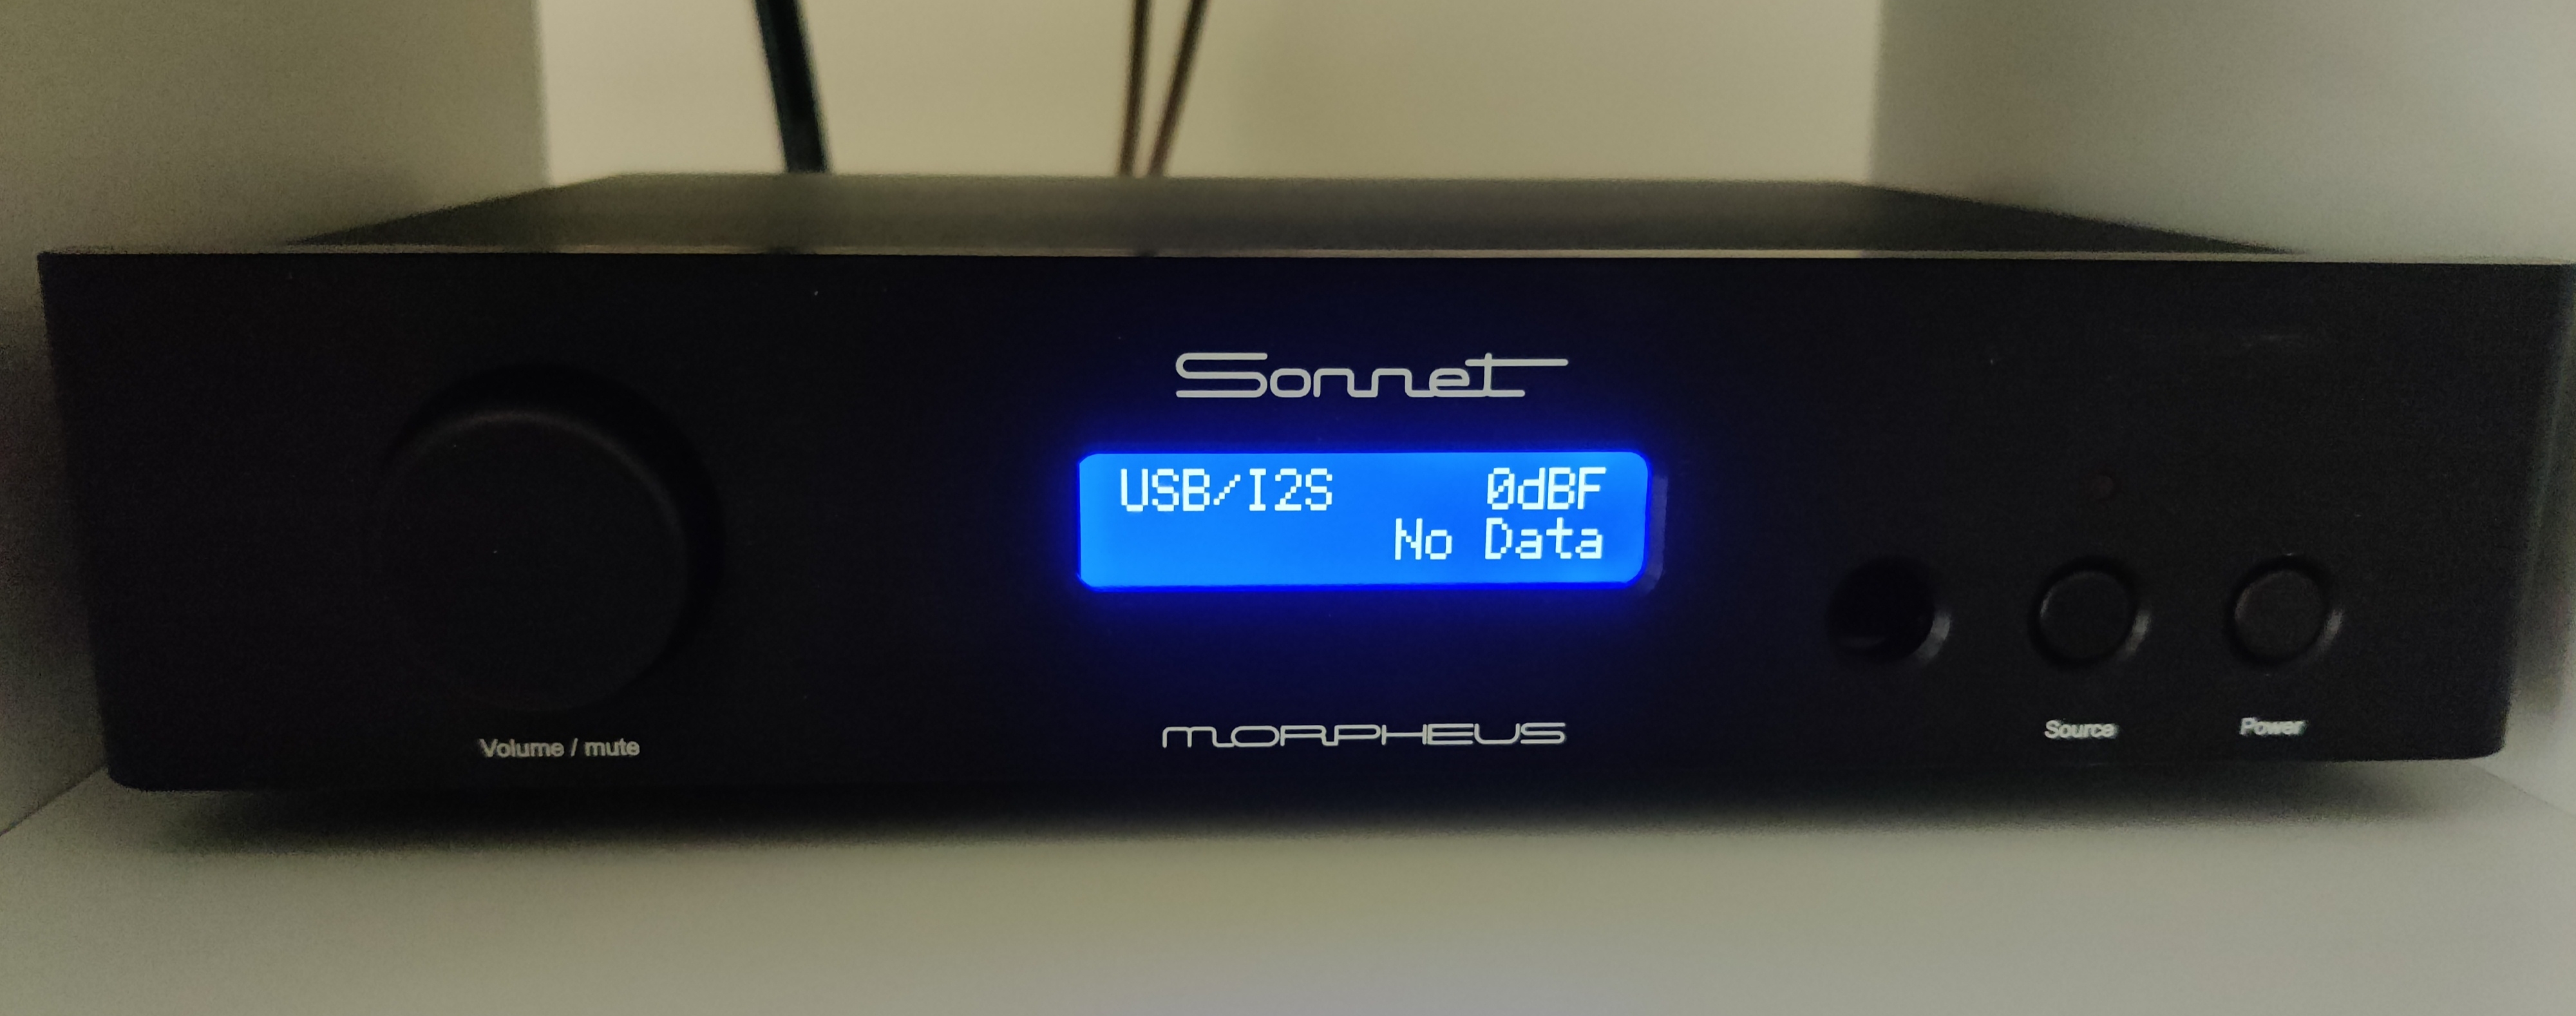 Sonnet
USB/I2S 0dBF
No Data
MORPHEUS
Volume / mute
Source
Power